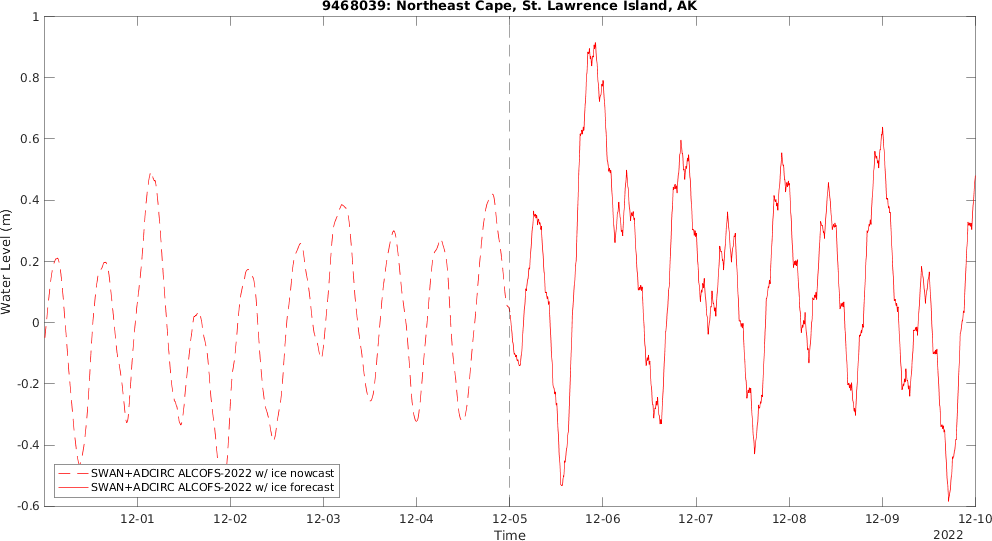 9468039: Northeast Cape, St. Lawrence Island, AK
1
0.8
0.6
0.4
0.2
0
-0.2
-0.4
-0.6
Water Level (m)
SWAN+ADCIRC ALCOFS-2022 w/ ice nowcast
SWAN+ADCIRC ALCOFS-2022 w/ ice forecast
12-01 12-02 12-03 12-04 12-05 12-06 12-07 12-08 12-09 12-10
Time
2022